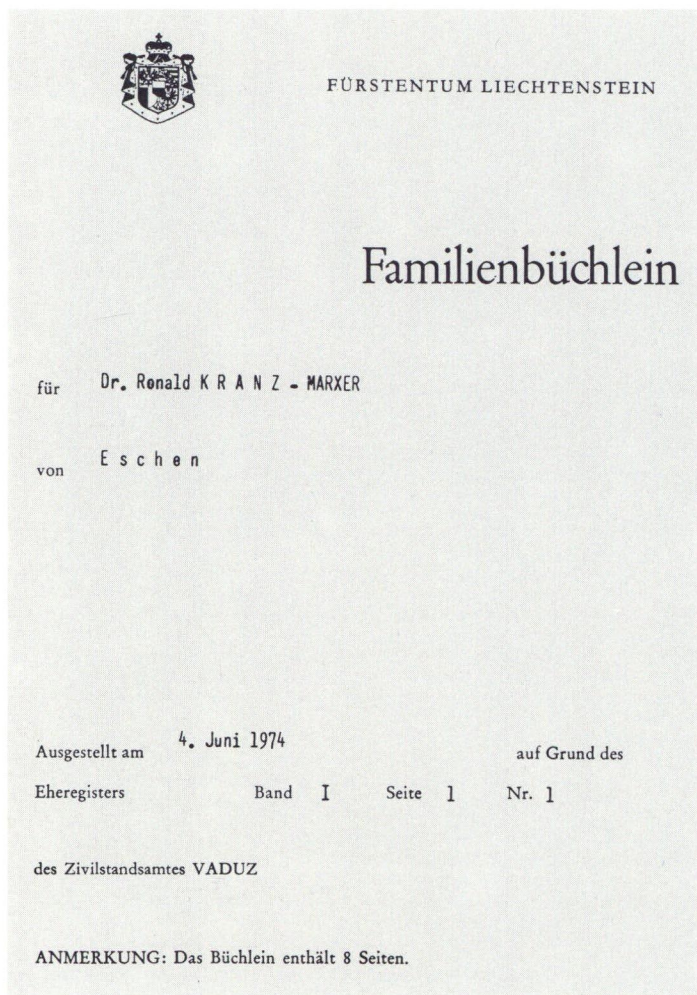 FÜRSTENTUM LIECHTENSTEIN
Familienbüchlein
für Dr. Ronald K R A N Z - MARXER
von E s c h e n
Ausgestellt am 4. Juni 1974 auf Grund des
Eheregisters Band I Seite 1 Nr. 1
des Zivilstandsamtes VADUZ
ANMERKUNG: Das Büchlein enthält 8 Seiten.